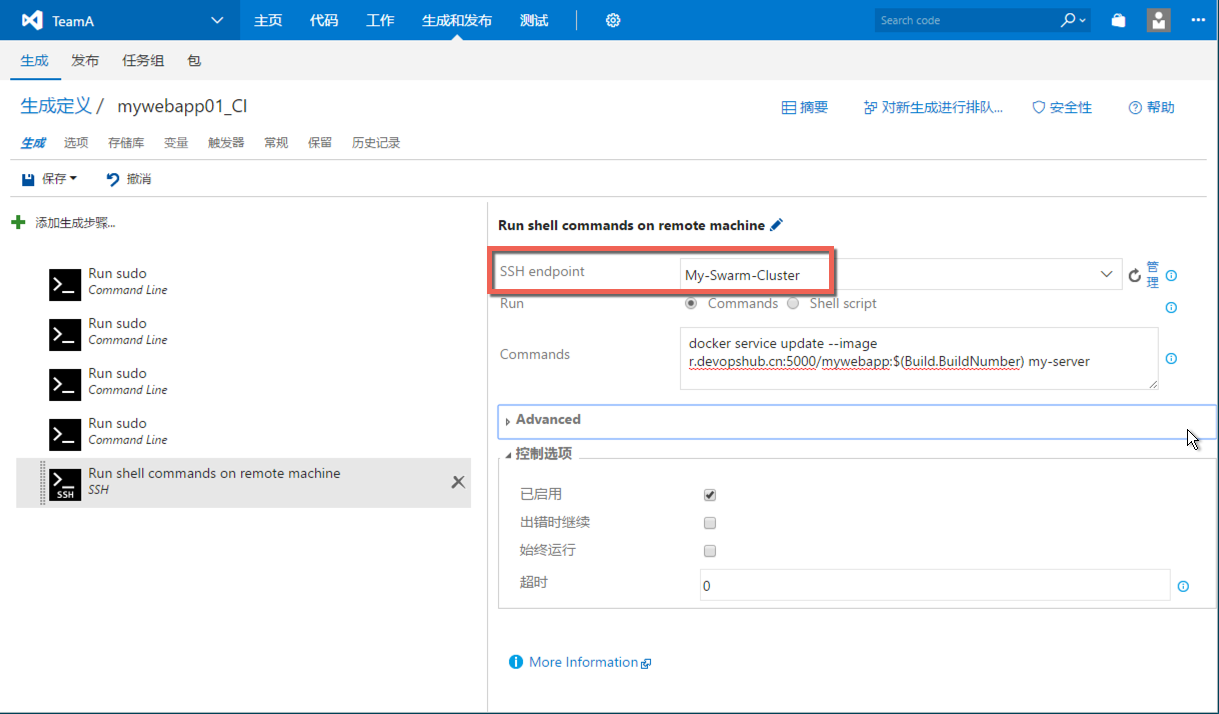 TeamA
主页 代码 工作 生成和发布 测试
Search code
生成 发布 任务组 包
生成定义 / mywebapp01_CI
摘要 对新生成进行排队... 安全性 帮助
生成 选项 存储库 变量 触发器 常规 保留 历史记录
保存 撤消
添加生成步骤...
Run sudo
Command Line
Run sudo
Command Line
Run sudo
Command Line
Run sudo
Command Line
SSH
Run shell commands on remote machine
SSH
Run shell commands on remote machine
SSH endpoint My-Swarm-Cluster 管理
Run Commands Shell script
Commands
docker service update --image
r.devopshub.cn:5000/mywebapp:$(Build.BuildNumber) my-server
Advanced
控制选项
已启用
出错时继续
始终运行
超时 0
More Information